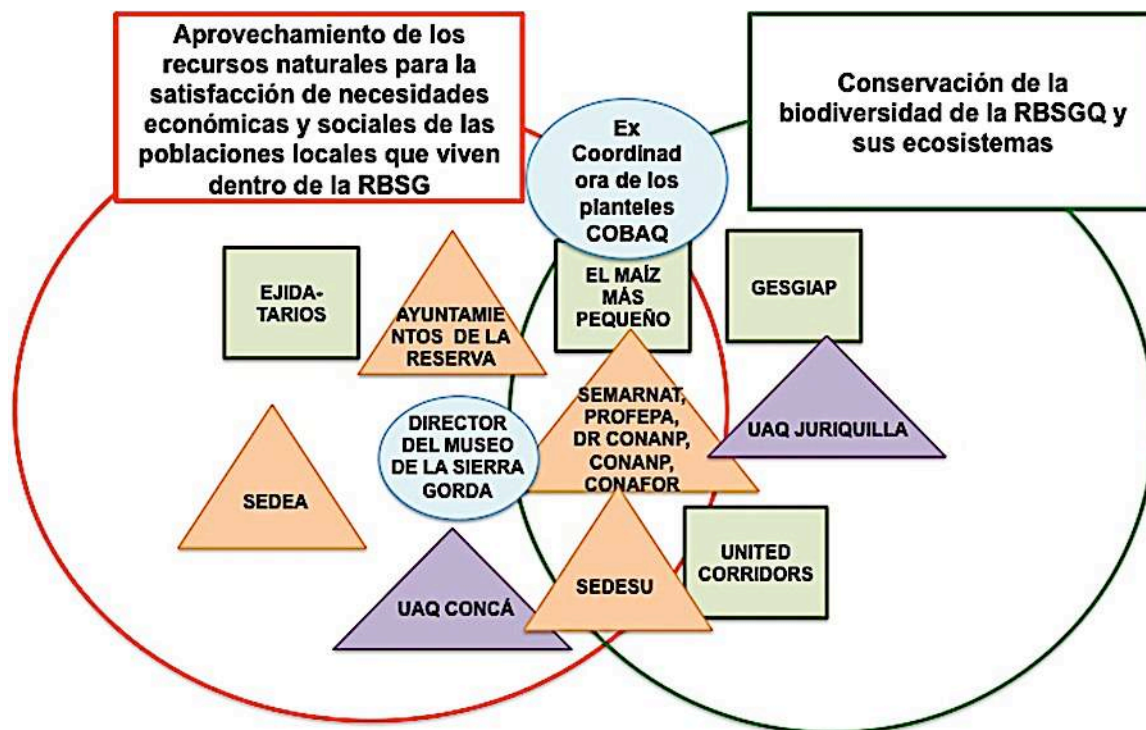 Aprovechamiento de los
recursos naturales para la
satisfacción de necesidades
económicas y sociales de las
poblaciones locales que viven
dentro de la RBSG
Ex
Coordinad
ora de los
planteles
COBAQ
Conservación de la
biodiversidad de la RBSGQ y
sus ecosistemas
EJIDA-
TARIOS
AYUNTAMIE
NTOS DE LA
RESERVA
EL MAÍZ
MÁS
PEQUEÑO
GESGIAP
SEDEA
DIRECTOR
DEL MUSEO
DE LA SIERRA
GORDA
SEMARNAT,
PROFEPA,
DR CONANP,
CONANP,
CONAFOR
UAQ JURIQUILLA
UAQ CONCÁ
SEDESU
UNITED
CORRIDORS